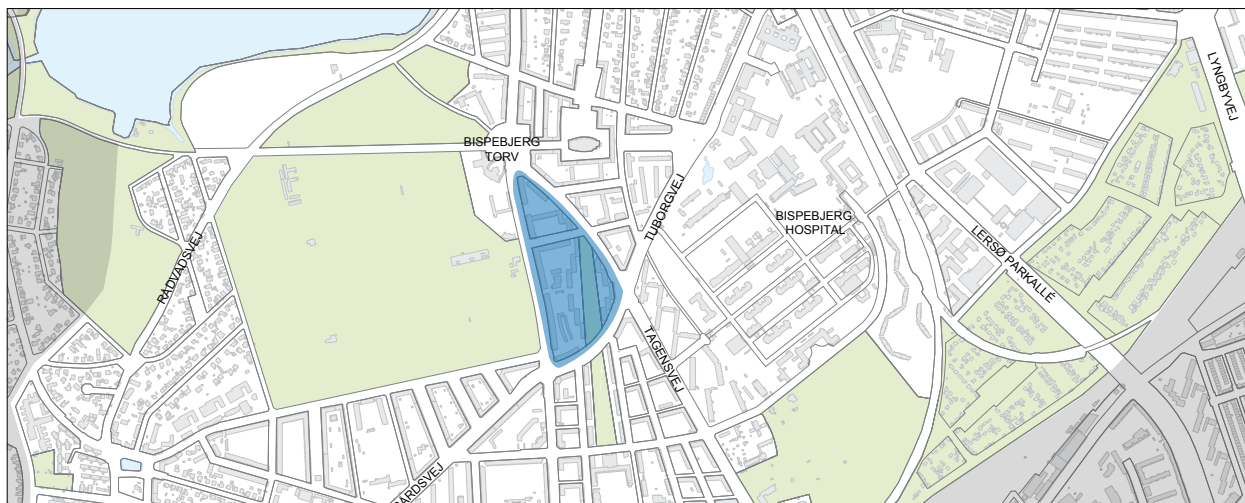 LYNGBYVEJ
BISPEBJERG
TORV
TUBORGVEJ
BISPEBJERG
HOSPITAL
RÅDVADSVEJ
LERSØ PARKALLÉ
TAGENSVEJ